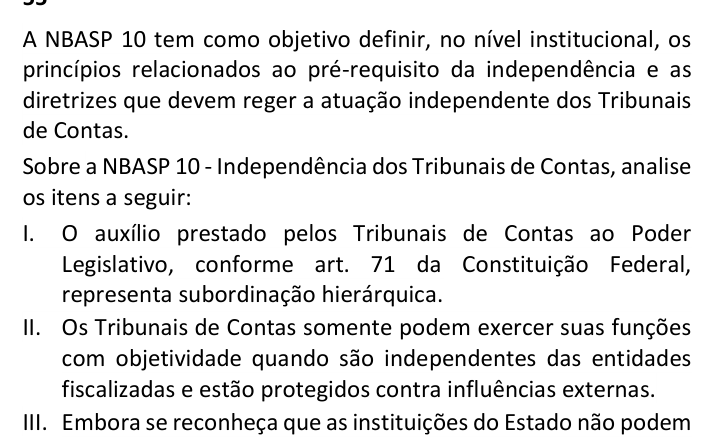 A NBASP 10 tem como objetivo definir, no nível institucional, os
princípios relacionados ao pré-requisito da independência e as
diretrizes que devem reger a atuação independente dos Tribunais
de Contas.
Sobre a NBASP 10 - Independência dos Tribunais de Contas, analise
os itens a seguir:
I. O auxílio prestado pelos Tribunais de Contas ao Poder
Legislativo, conforme art. 71 da Constituição Federal,
representa subordinação hierárquica.
II. Os Tribunais de Contas somente podem exercer suas funções
com objetividade quando são independentes das entidades
fiscalizadas e estão protegidos contra influências externas.
III. Embora se reconheça que as instituições do Estado não podem